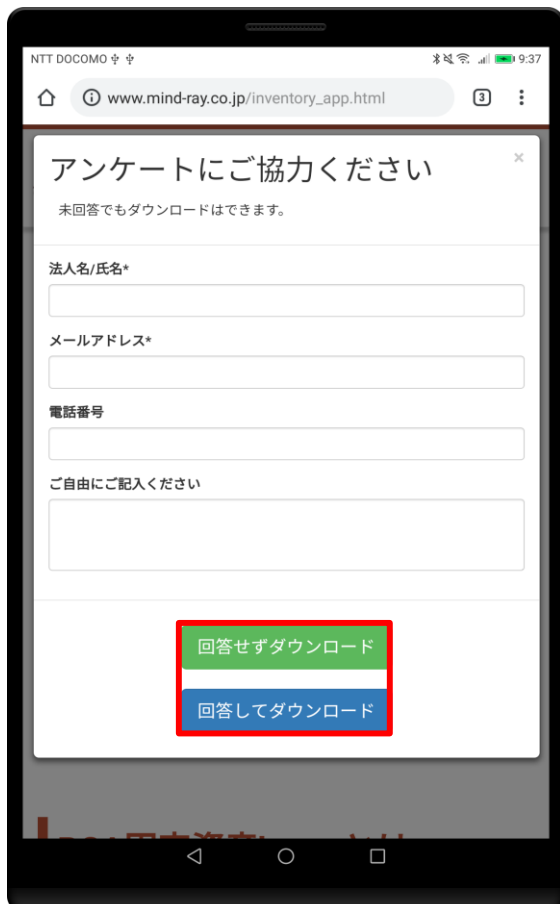 NTT DOCOMO 9:37
www.mind-ray.co.jp/inventory_app.html 3
アンケートにご協力ください ×
未回答でもダウンロードはできます。
法人名/氏名*
メールアドレス*
電話番号
ご自由にご記入ください
回答せずダウンロード
回答してダウンロード